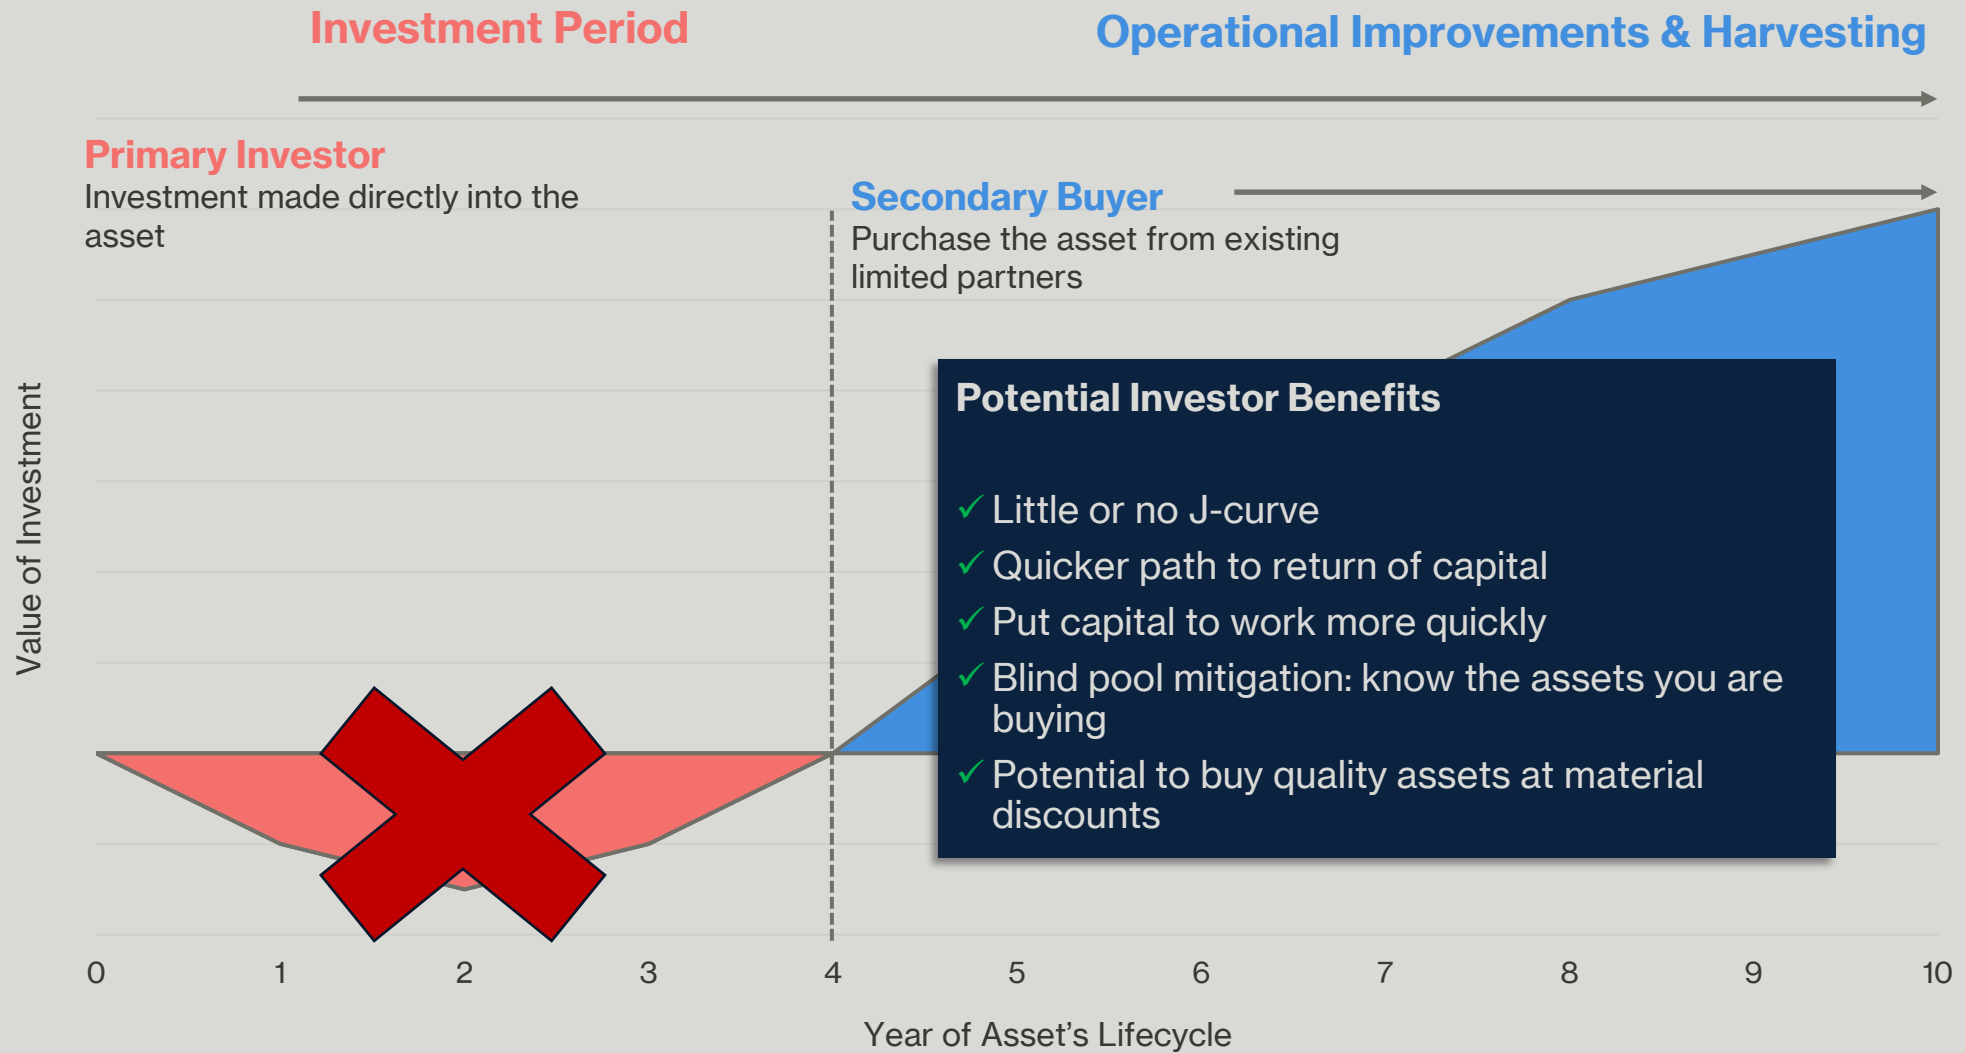 Investment Period
Operational Improvements & Harvesting
Primary Investor
Investment made directly into the
asset
Secondary Buyer
Purchase the asset from existing
limited partners
Value of Investment
Potential Investor Benefits
✓ Little or no J-curve
✓ Quicker path to return of capital
✓ Put capital to work more quickly
✓ Blind pool mitigation: know the assets you are
buying
✓ Potential to buy quality assets at material
discounts
0 1 2 3 4 5 6 7 8 9 10
Year of Asset’s Lifecycle